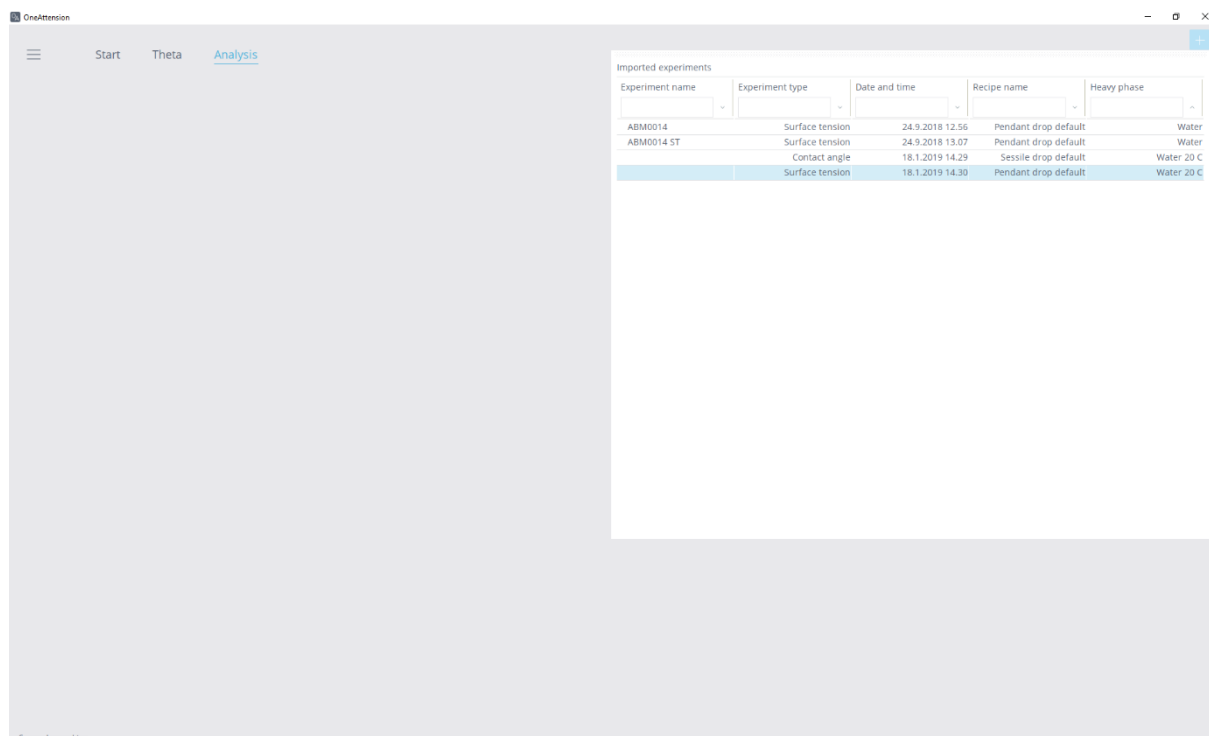 OneAttension
Start Theta Analysis
Imported experiments
Experiment name Experiment type Date and time Recipe name Heavy phase
ABM0014 Surface tension 24.9.2018 12.56 Pendant drop default Water
ABM0014 ST Surface tension 24.9.2018 13.07 Pendant drop default Water
Contact angle 18.1.2019 14.29 Sessile drop default Water 20 C
Surface tension 18.1.2019 14.30 Pendant drop default Water 20 C